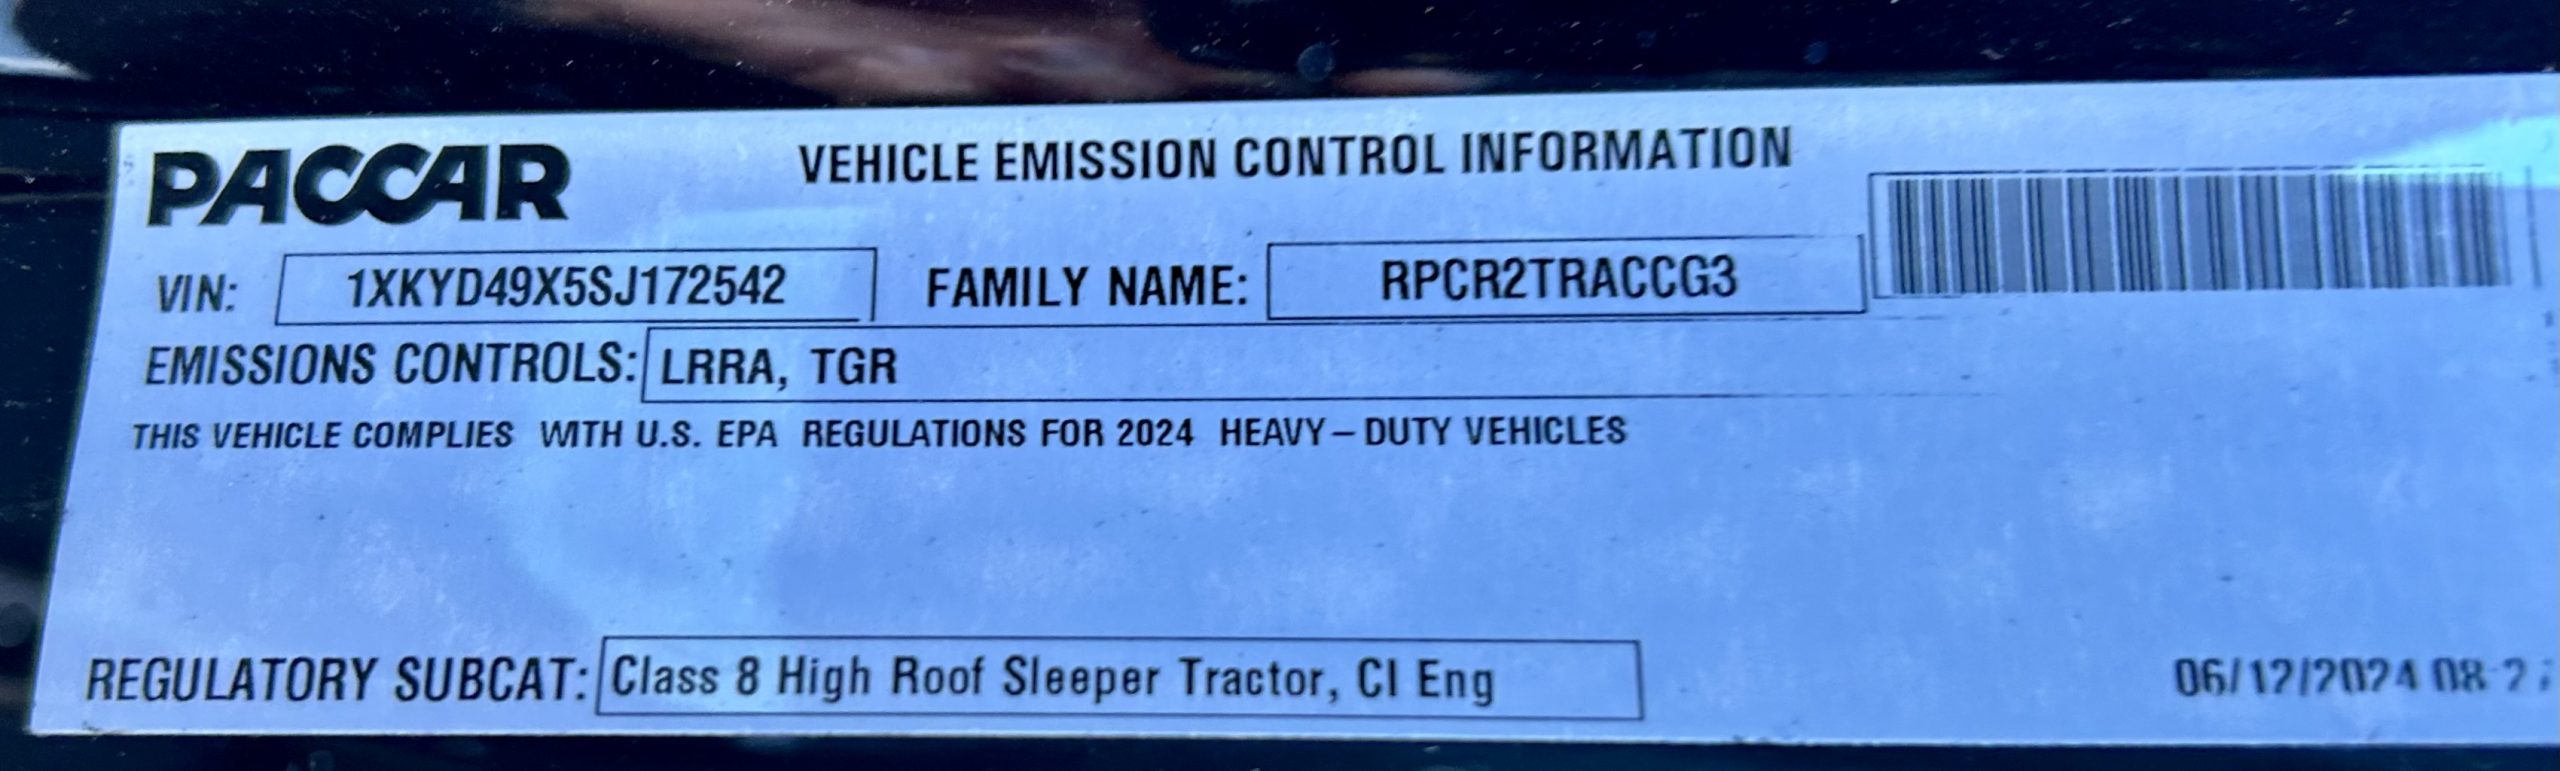 PACCAR VEHICLE EMISSION CONTROL INFORMATION
VIN: 1XKYD49X5SJ172542 FAMILY NAME: RPCR2TRACCG3
EMISSIONS CONTROLS: LRRA, TGR
THIS VEHICLE COMPLIES WITH U.S. EPA REGULATIONS FOR 2024 HEAVY-DUTY VEHICLES
REGULATORY SUBCAT: Class 8 High Roof Sleeper Tractor, CI Eng
06/12/2024